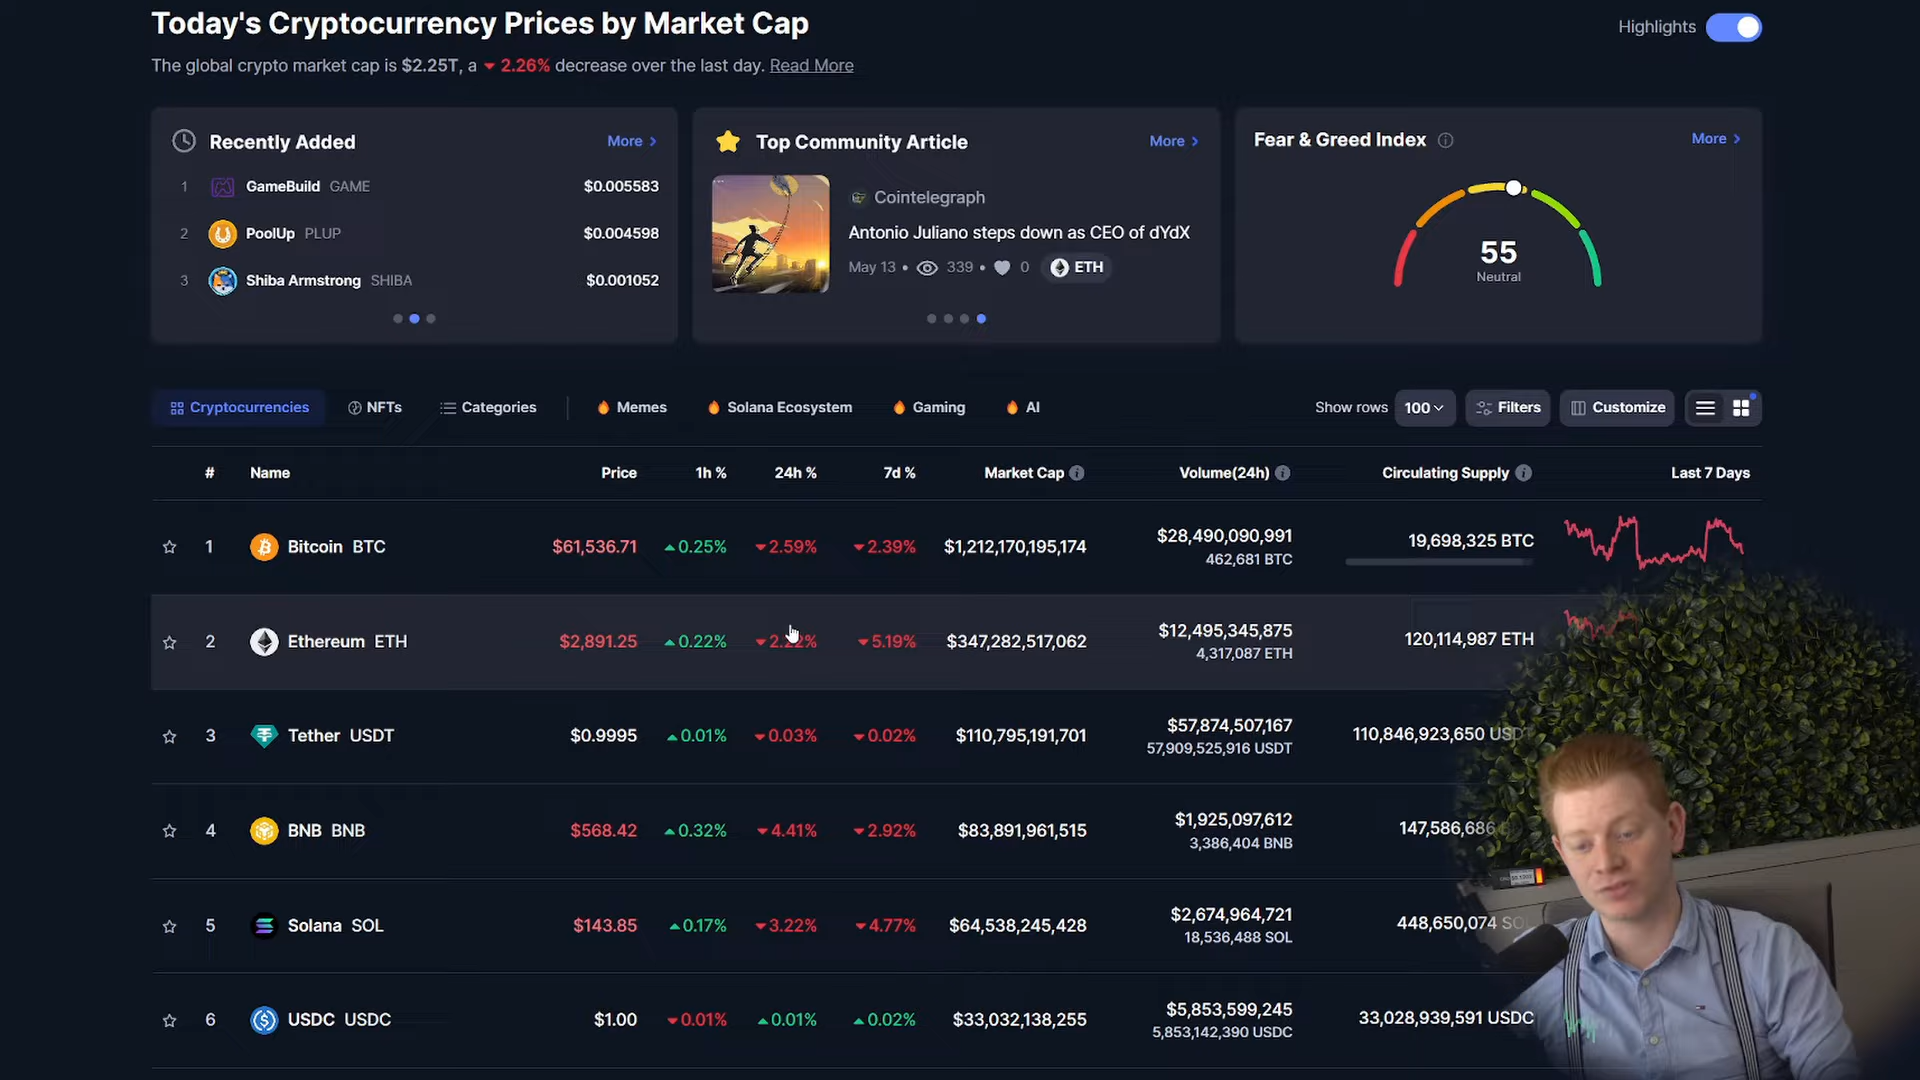 Today's Cryptocurrency Prices by Market Cap
Highlights
The global crypto market cap is $2.25T, a 2.26% decrease over the last day. Read More
Recently Added
More
1 GameBuild GAME $0.005583
2 PoolUp PLUP $0.004598
3 Shiba Armstrong SHIBA $0.001052
Top Community Article
More
Cointelegraph
Antonio Juliano steps down as CEO of dYdX
May 13 • 339 • 0 ETH
Fear & Greed Index
More
55
Neutral
Cryptocurrencies NFTs Categories Memes Solana Ecosystem Gaming AI Show rows 100 Filters Customize
# Name Price 1h % 24h % 7d % Market Cap Volume(24h) Circulating Supply Last 7 Days
1 Bitcoin BTC $61,536.71 0.25% 2.59% 2.39% $1,212,170,195,174 $28,490,090,991 19,698,325 BTC
462,681 BTC
2 Ethereum ETH $2,891.25 0.22% 5.19% $347,282,517,062 $12,495,345,875 120,114,987 ETH
4,317,087 ETH
3 Tether USDT $0.9995 0.01% 0.03% 0.02% $110,795,191,701 $57,874,507,167 110,846,923,650 USDT
57,909,525,916 USDT
4 BNB BNB $568.42 0.32% 4.41% 2.92% $83,891,961,515 $1,925,097,612 147,586,686
3,386,404 BNB
5 Solana SOL $143.85 0.17% 3.22% 4.77% $64,538,245,428 $2,674,964,721 448,650,074 SO
18,536,488 SOL
6 USDC USDC $1.00 0.01% 0.01% 0.02% $33,032,138,255 $5,853,599,245 33,028,939,591 USDC
5,853,142,390 USDC